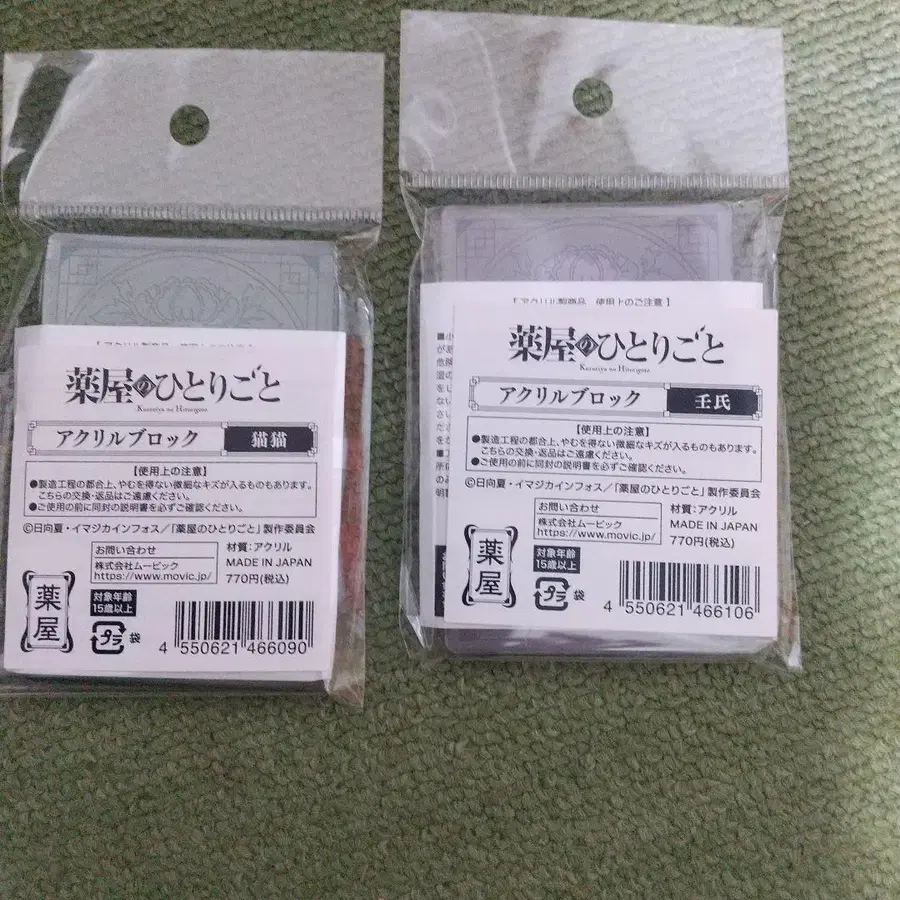 薬屋のひとりごと
Kusuriya no Hitorigoto
アクリルブロック
猫猫
【使用上の注意】
●製造工程の都合上、やむを得ない微細なキズが入るものもあります。
こちらの交換・返品はご遠慮ください。
●ご使用の前に同封の説明書を必ずご確認ください。
©日向夏・イマジカインフォス/「薬屋のひとりごと」製作委員会
お問い合わせ
株式会社ムービック
https://www.movic.jp/
材質:アクリル
MADE IN JAPAN
770円(税込)
薬屋
対象年齢
15歳以上
プラ 袋
4 550621 466090
【アクリル製商品 使用上のご注意】
薬屋のひとりごと
Kusuriya no Hitorigoto
アクリルブロック
壬氏
【使用上の注意】
●製造工程の都合上、やむを得ない微細なキズが入るものもあります。
こちらの交換・返品はご遠慮ください。
●ご使用の前に同封の説明書を必ずご確認ください。
©日向夏・イマジカインフォス/「薬屋のひとりごと」製作委員会
お問い合わせ
株式会社ムービック
https://www.movic.jp/
材質:アクリル
MADE IN JAPAN
770円(税込)
薬屋
対象年齢
15歳以上
プラ 袋
4 550621 466106